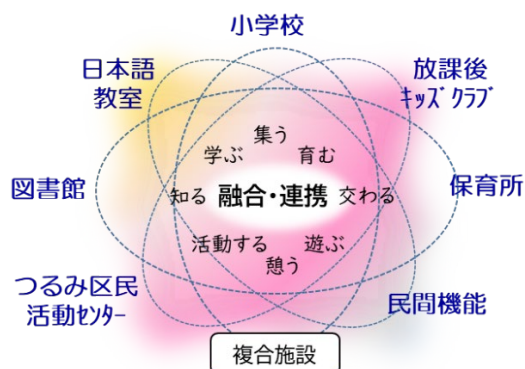 小学校
日本語
教室
放課後
ｷｯｽﾞ ｸﾗﾌﾞ
集う
学ぶ
育む
図書館
知る
融合・連携
交わる
保育所
活動する
遊ぶ
憩う
つるみ区民
活動ｾﾝﾀｰ
民間機能
複合施設